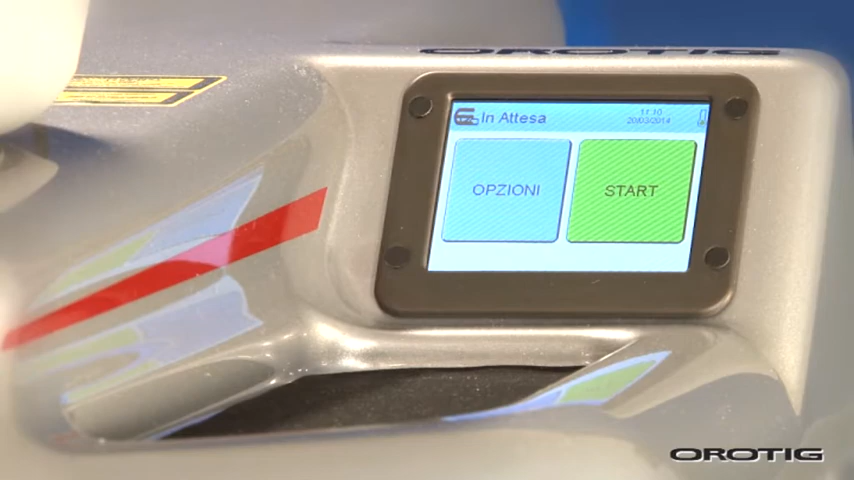 OROTIG
In Attesa
11:10
20/03/2014
OPZIONI
START
OROTIG